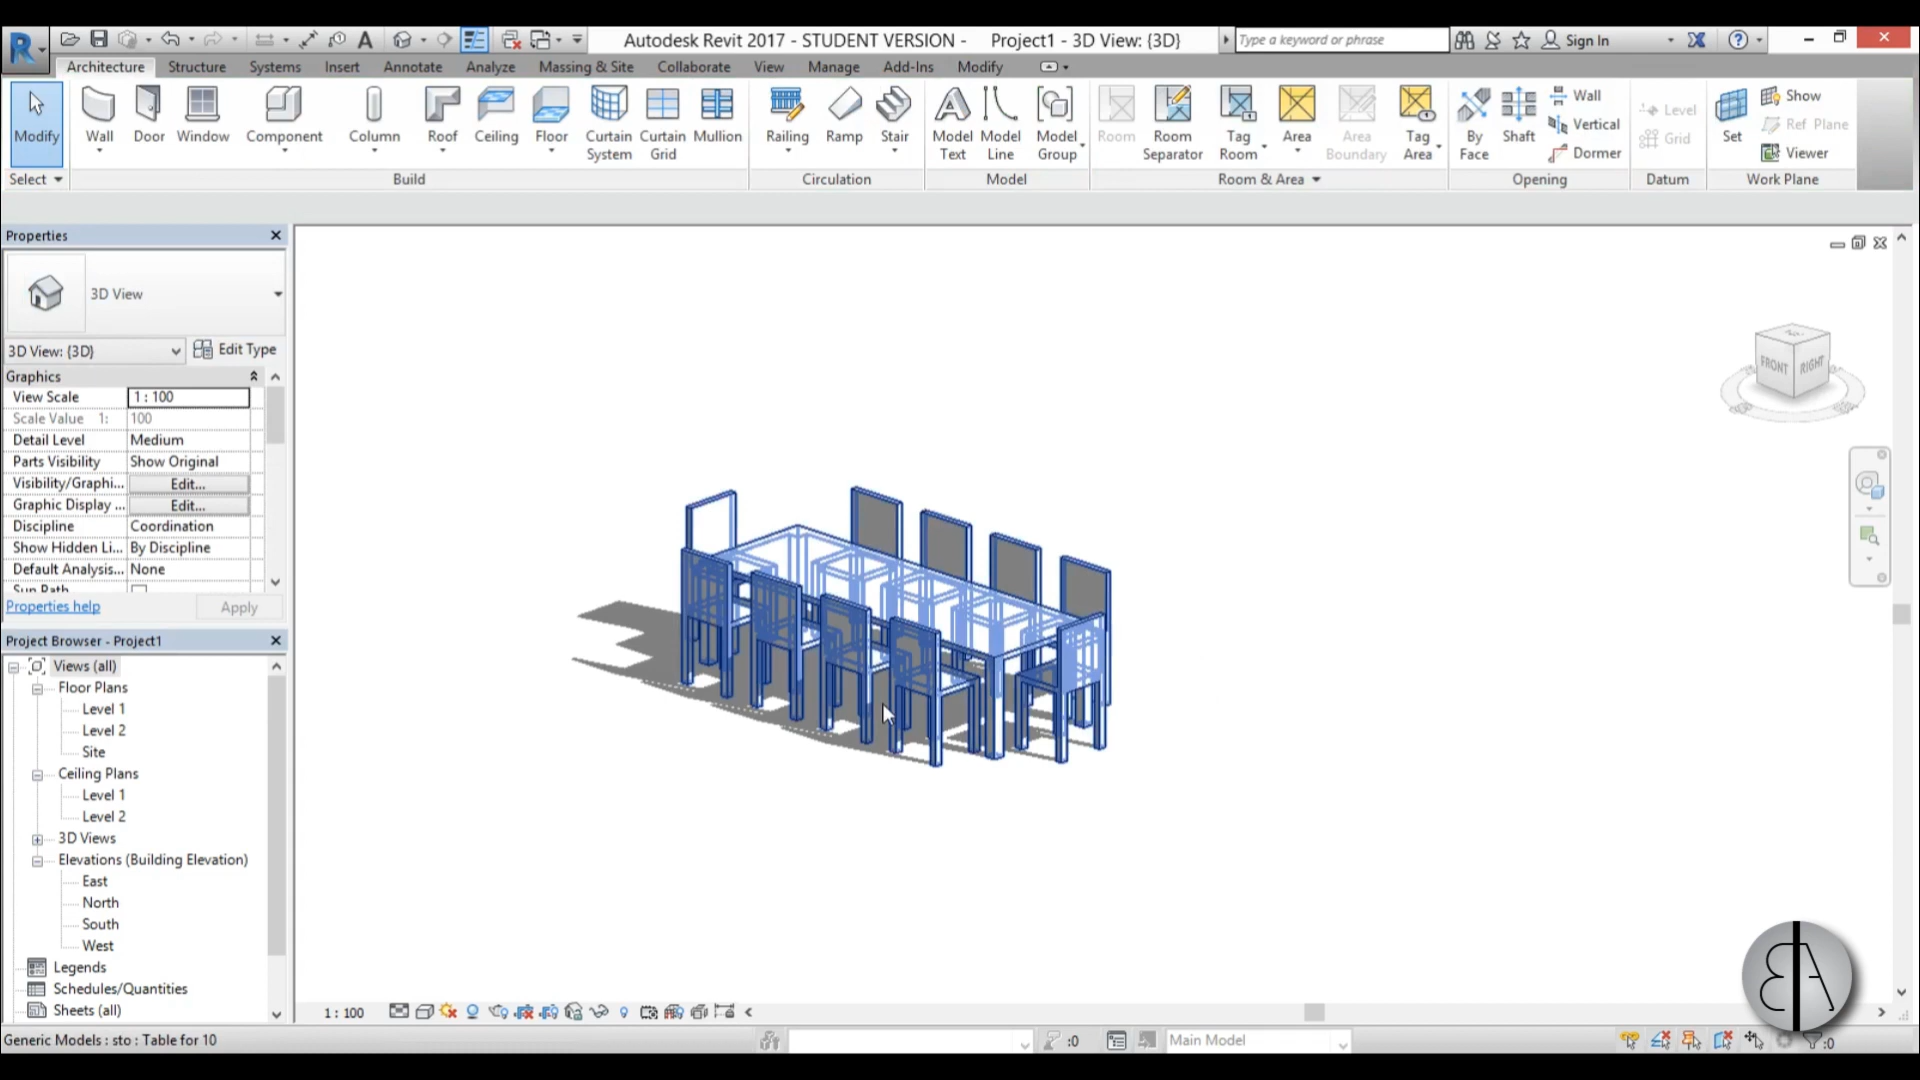 Autodesk Revit 2017 - STUDENT VERSION - Project1 - 3D View: {3D}
Type a keyword or phrase
Sign In
Architecture Structure Systems Insert Annotate Analyze Massing & Site Collaborate View Manage Add-Ins Modify
Modify
Wall
Door
Window
Component
Column
Roof
Ceiling
Floor
Curtain System
Curtain Grid
Mullion
Railing
Ramp
Stair
Model Text
Model Line
Model Group
Room
Room Separator
Tag Room
Area
Area Boundary
Tag Area
By Face
Shaft
Wall
Vertical
Dormer
Level
Grid
Set
Show
Ref Plane
Viewer
Select
Build
Circulation
Model
Room & Area
Opening
Datum
Work Plane
Properties
3D View
3D View: {3D}
Edit Type
Graphics
View Scale 1 : 100
Scale Value 1: 100
Detail Level Medium
Parts Visibility Show Original
Visibility/Graphi... Edit...
Graphic Display ... Edit...
Discipline Coordination
Show Hidden Li... By Discipline
Default Analysis... None
Sun Path
Properties help
Apply
Project Browser - Project1
Views (all)
Floor Plans
Level 1
Level 2
Site
Ceiling Plans
Level 1
Level 2
3D Views
Elevations (Building Elevation)
East
North
South
West
Legends
Schedules/Quantities
Sheets (all)
FRONT
RIGHT
1 : 100
Generic Models : sto : Table for 10
:0
Main Model
:0
BA